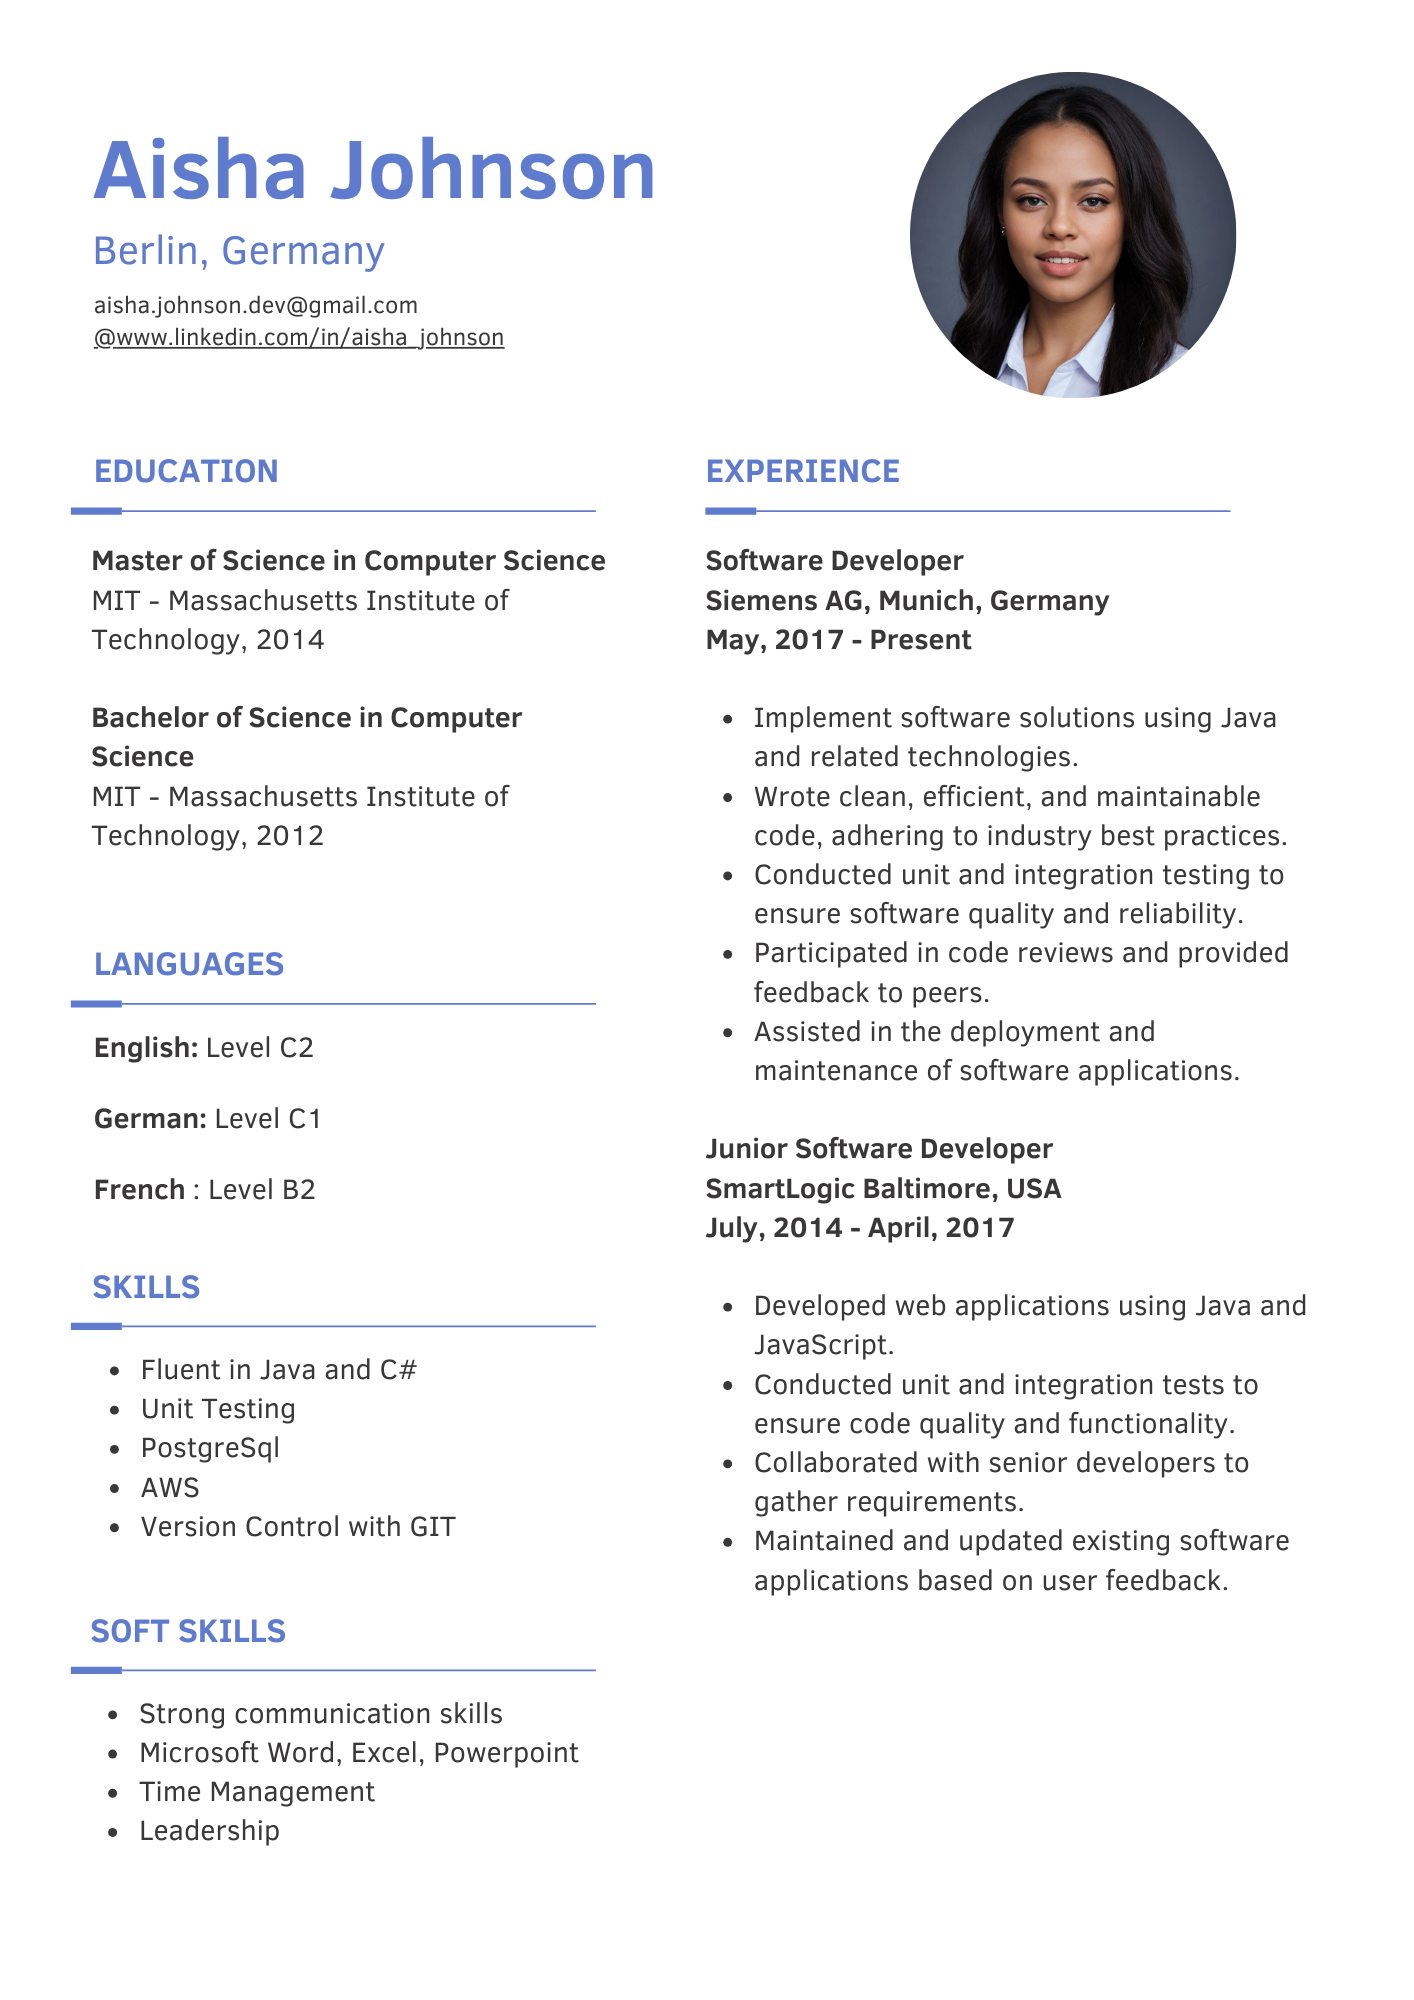 Aisha Johnson
Berlin, Germany
aisha.johnson.dev@gmail.com
@www.linkedin.com/in/aisha_johnson
EDUCATION
Master of Science in Computer Science
MIT - Massachusetts Institute of
Technology, 2014
Bachelor of Science in Computer
Science
MIT - Massachusetts Institute of
Technology, 2012
LANGUAGES
English: Level C2
German: Level C1
French : Level B2
SKILLS
• Fluent in Java and C#
• Unit Testing
• PostgreSql
• AWS
• Version Control with GIT
SOFT SKILLS
• Strong communication skills
• Microsoft Word, Excel, Powerpoint
• Time Management
• Leadership
EXPERIENCE
Software Developer
Siemens AG, Munich, Germany
May, 2017 - Present
• Implement software solutions using Java
and related technologies.
• Wrote clean, efficient, and maintainable
code, adhering to industry best practices.
• Conducted unit and integration testing to
ensure software quality and reliability.
• Participated in code reviews and provided
feedback to peers.
• Assisted in the deployment and
maintenance of software applications.
Junior Software Developer
SmartLogic Baltimore, USA
July, 2014 - April, 2017
• Developed web applications using Java and
JavaScript.
• Conducted unit and integration tests to
ensure code quality and functionality.
• Collaborated with senior developers to
gather requirements.
• Maintained and updated existing software
applications based on user feedback.